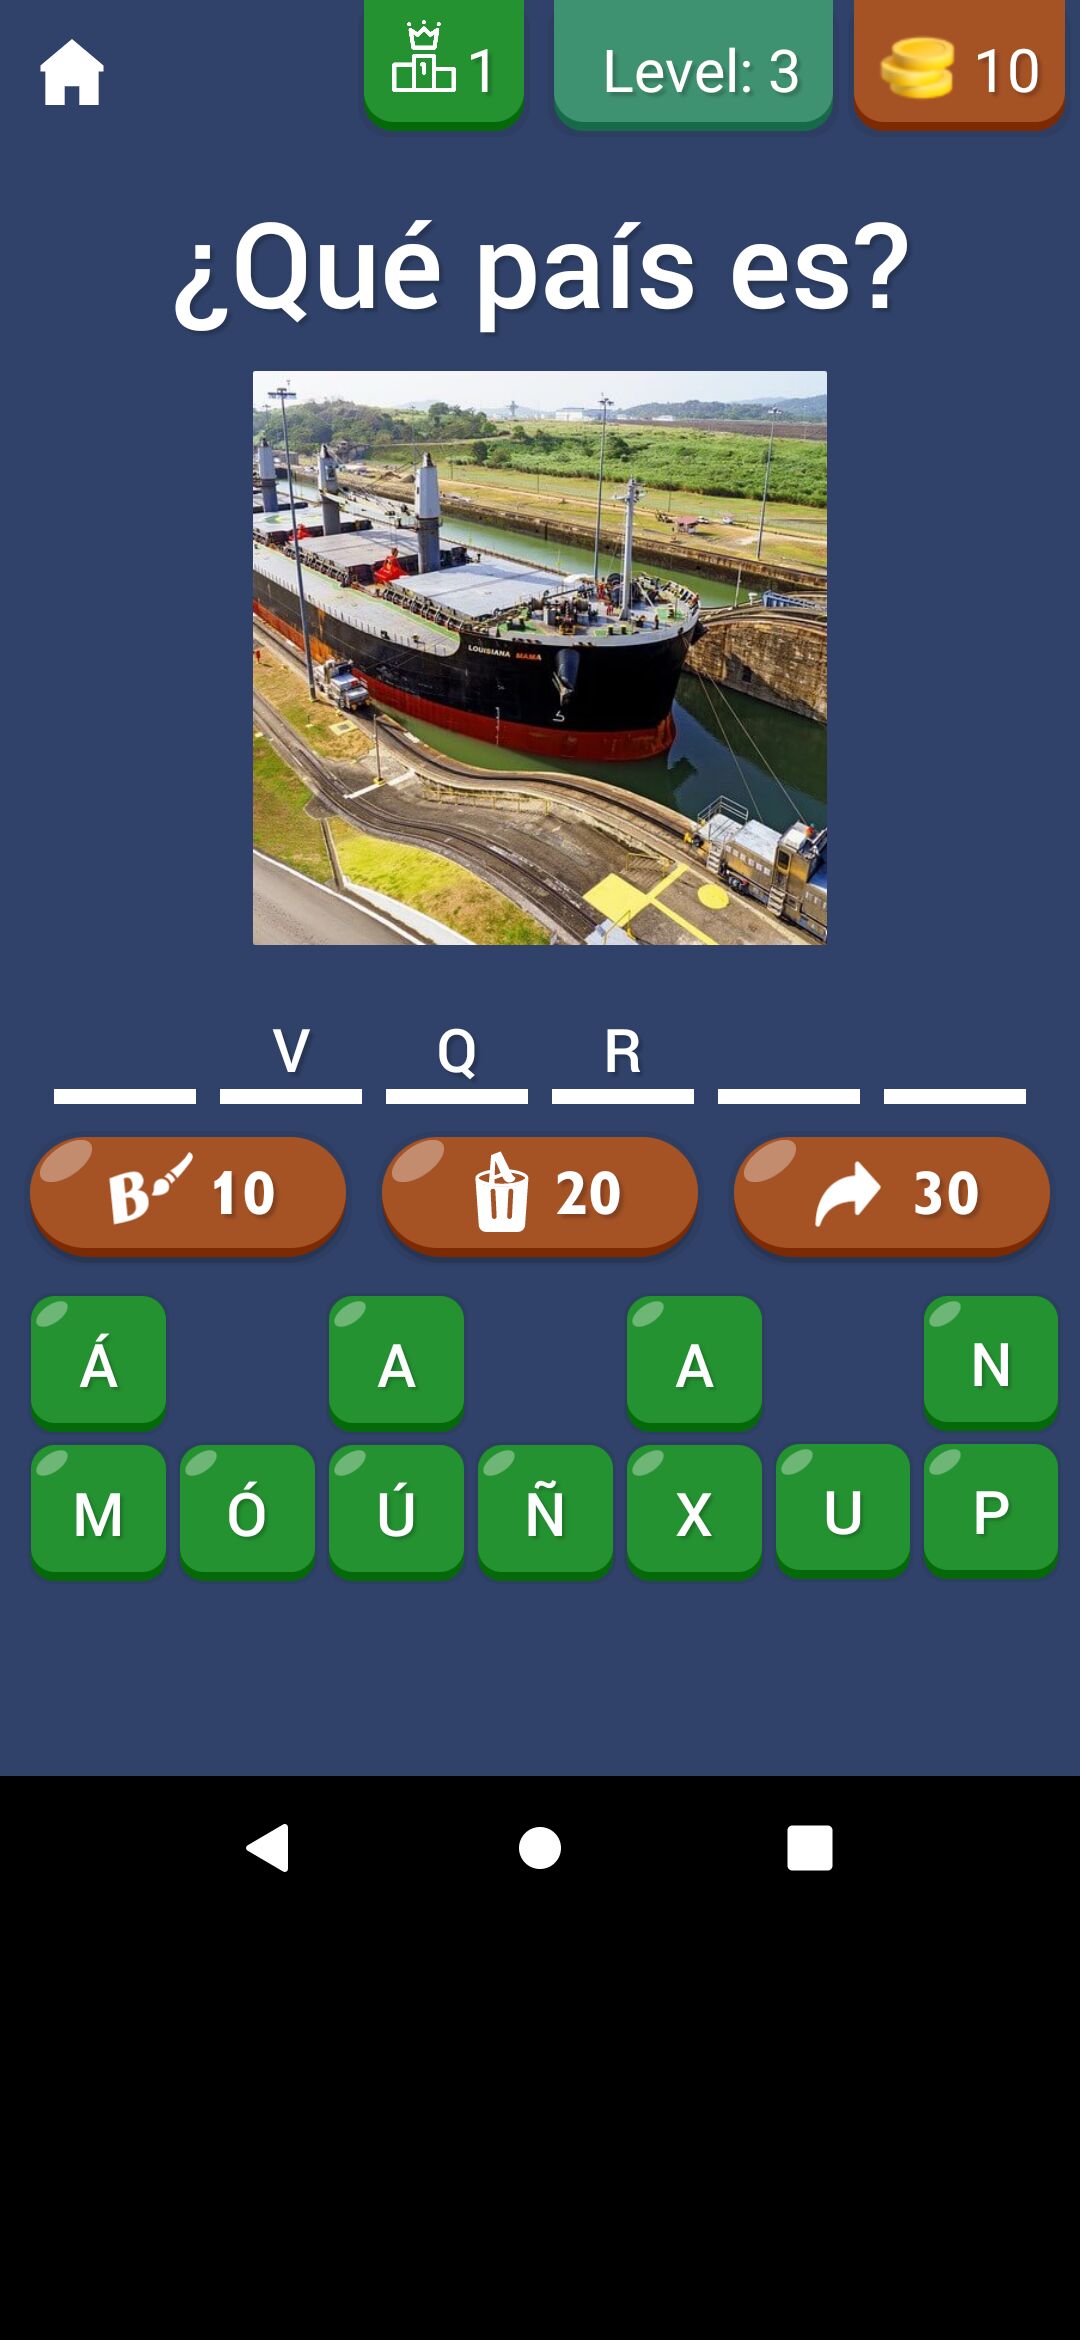 1
Level: 3
10
¿Qué país es?
LOUISIANA MAMA
V Q R
B 10
20
30
Á A A N
M Ó Ú Ñ X U P